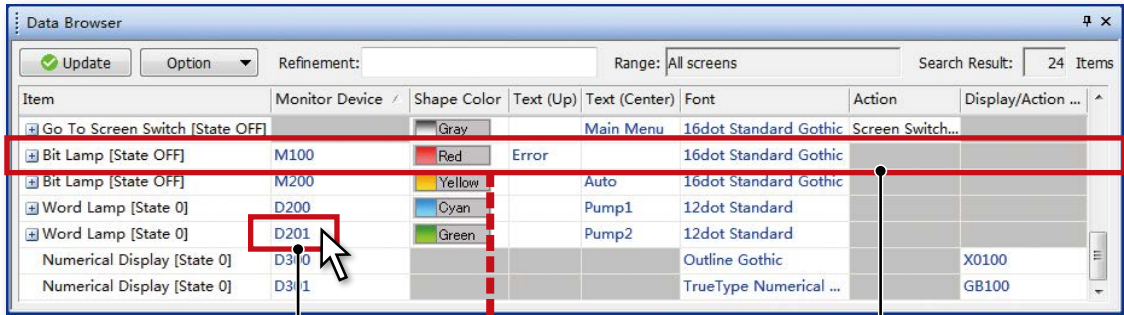 Data Browser
Update Option Refinement: Range: All screens Search Result: 24 Items
Item Monitor Device Shape Color Text (Up) Text (Center) Font Action Display/Action ...
Go To Screen Switch [State OFF] Gray Main Menu 16dot Standard Gothic Screen Switch...
Bit Lamp [State OFF] M100 Red Error 16dot Standard Gothic
Bit Lamp [State OFF] M200 Yellow Auto 16dot Standard Gothic
Word Lamp [State 0] D200 Cyan Pump1 12dot Standard
Word Lamp [State 0] D201 Green Pump2 12dot Standard
Numerical Display [State 0] Outline Gothic X0100
Numerical Display [State 0] TrueType Numerical ... GB100